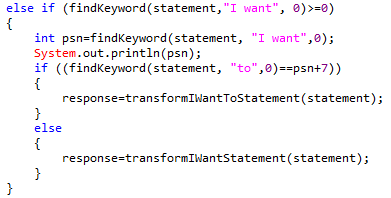 else if (findKeyword(statement,"I want", 0)>=0)
{
int psn=findKeyword(statement, "I want",0);
System.out.println(psn);
if ((findKeyword(statement, "to",0)==psn+7))
{
response=transformIWantToStatement(statement);
}
else
{
response=transformIWantStatement(statement);
}
}